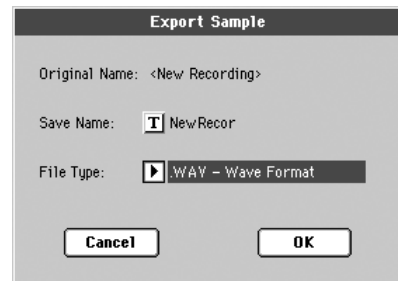 Export Sample
Original Name: <New Recording>
Save Name: T NewRecor
File Type: .WAV – Wave Format
Cancel OK